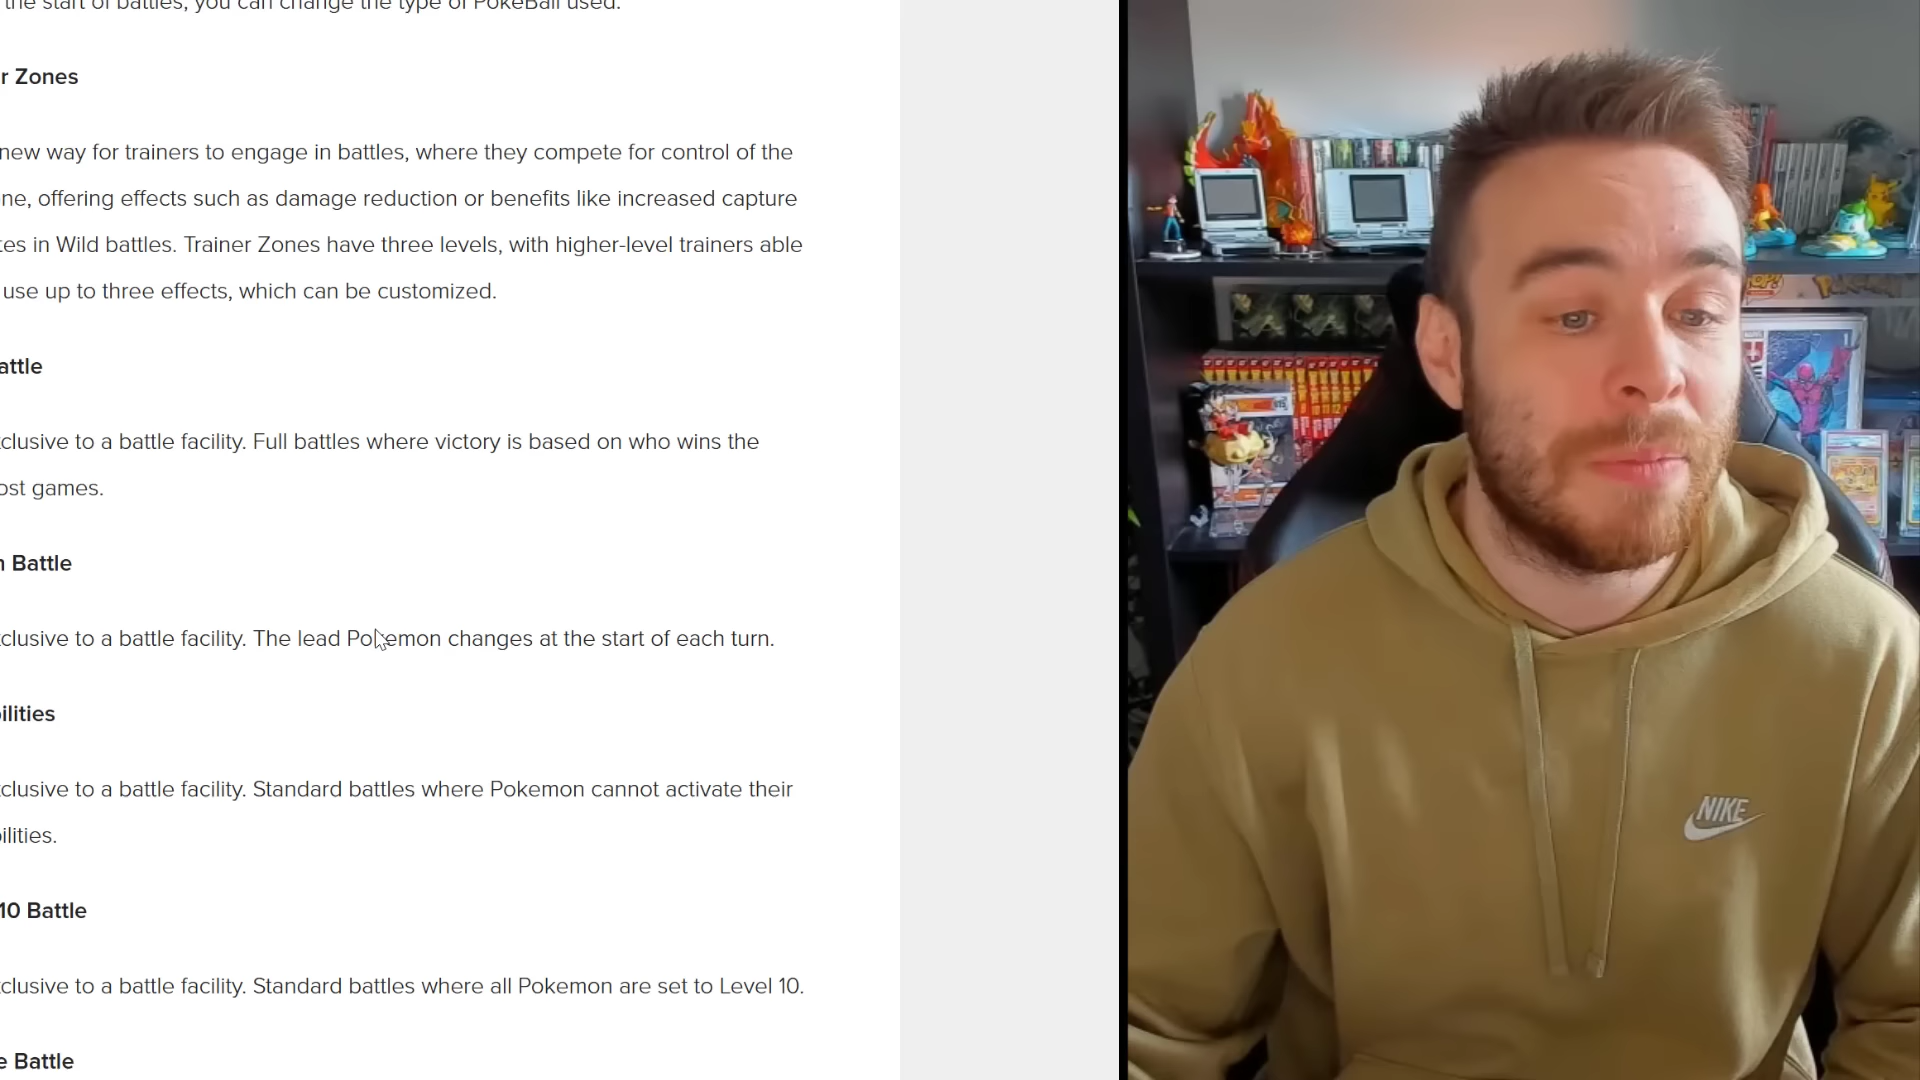 the start of battles, you can change the type of PokeBall used.
r Zones
new way for trainers to engage in battles, where they compete for control of the
ne, offering effects such as damage reduction or benefits like increased capture
tes in Wild battles. Trainer Zones have three levels, with higher-level trainers able
use up to three effects, which can be customized.
attle
clusive to a battle facility. Full battles where victory is based on who wins the
ost games.
n Battle
clusive to a battle facility. The lead Pokemon changes at the start of each turn.
ilities
clusive to a battle facility. Standard battles where Pokemon cannot activate their
ilities.
10 Battle
clusive to a battle facility. Standard battles where all Pokemon are set to Level 10.
e Battle
NIKE